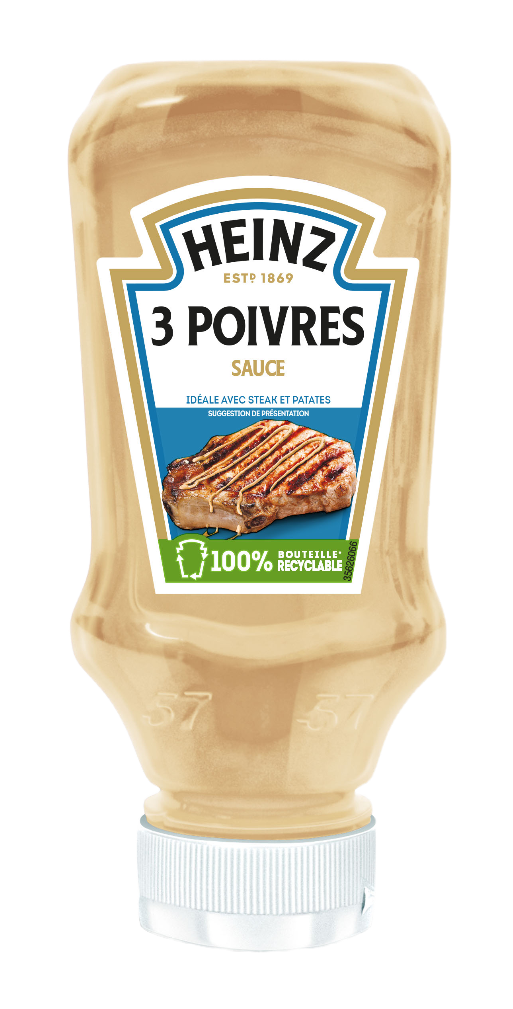 HEINZ
ESTD 1869
3 POIVRES
SAUCE
IDÉALE AVEC STEAK ET PATATES
SUGGESTION DE PRÉSENTATION
100% BOUTEILLE*
RECYCLABLE
35626066
57 57